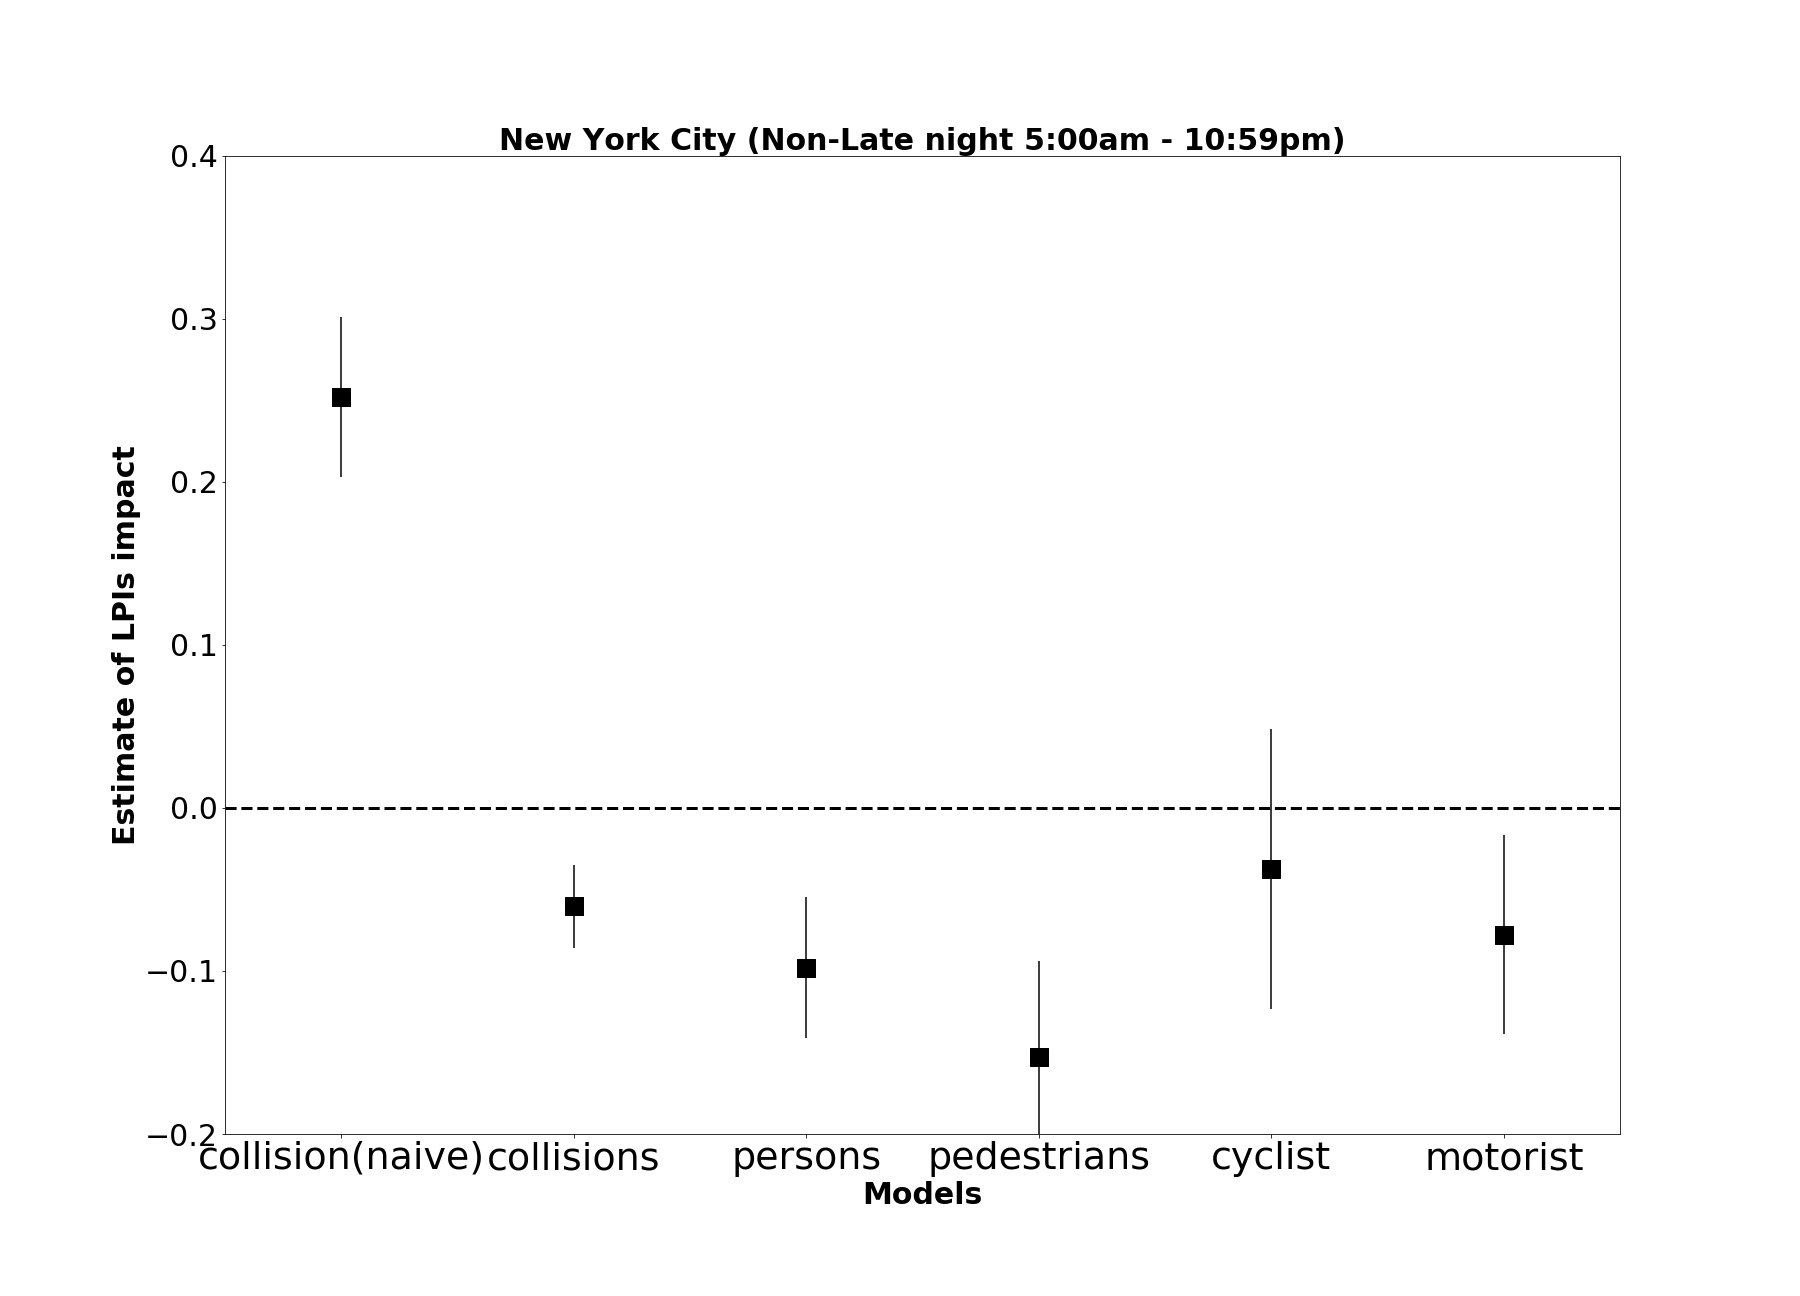 New York City (Non-Late night 5:00am - 10:59pm)
0.4
0.3
0.2
0.1
0.0
−0.1
−0.2
Estimate of LPIs impact
collision(naive) collisions persons pedestrians cyclist motorist
Models